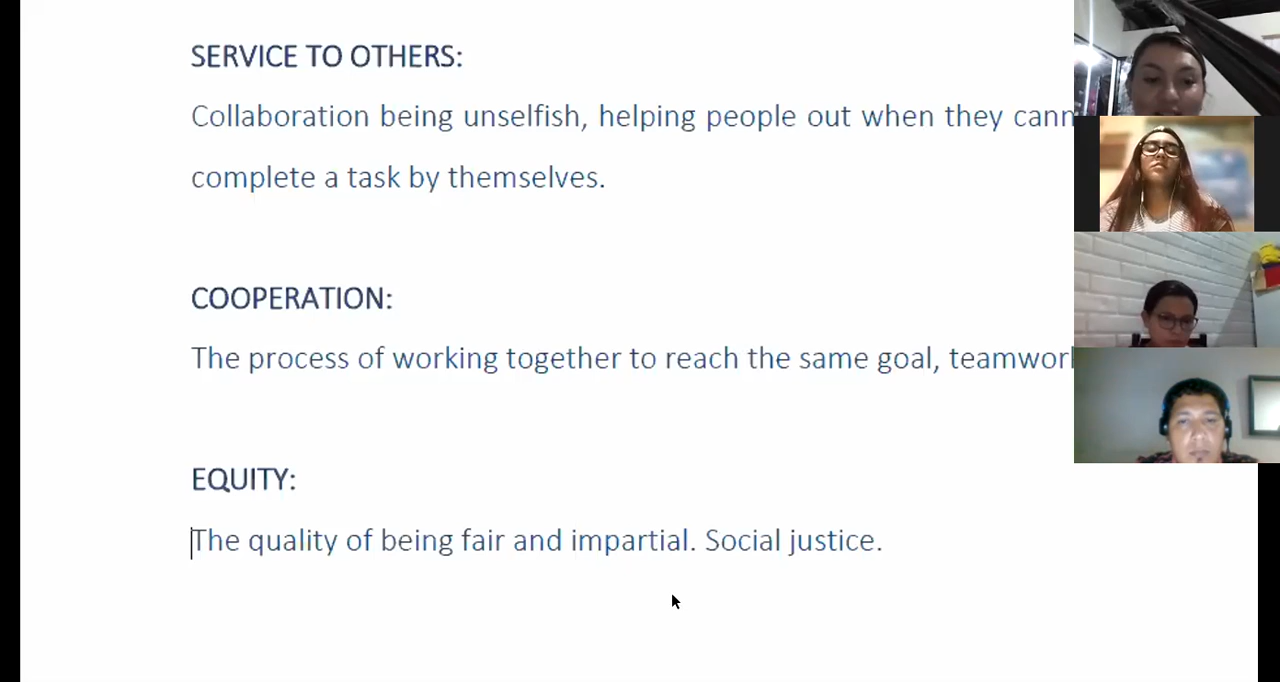 SERVICE TO OTHERS:
Collaboration being unselfish, helping people out when they
complete a task by themselves.
COOPERATION:
The process of working together to reach the same goal,
EQUITY:
The quality of being fair and impartial. Social justice.